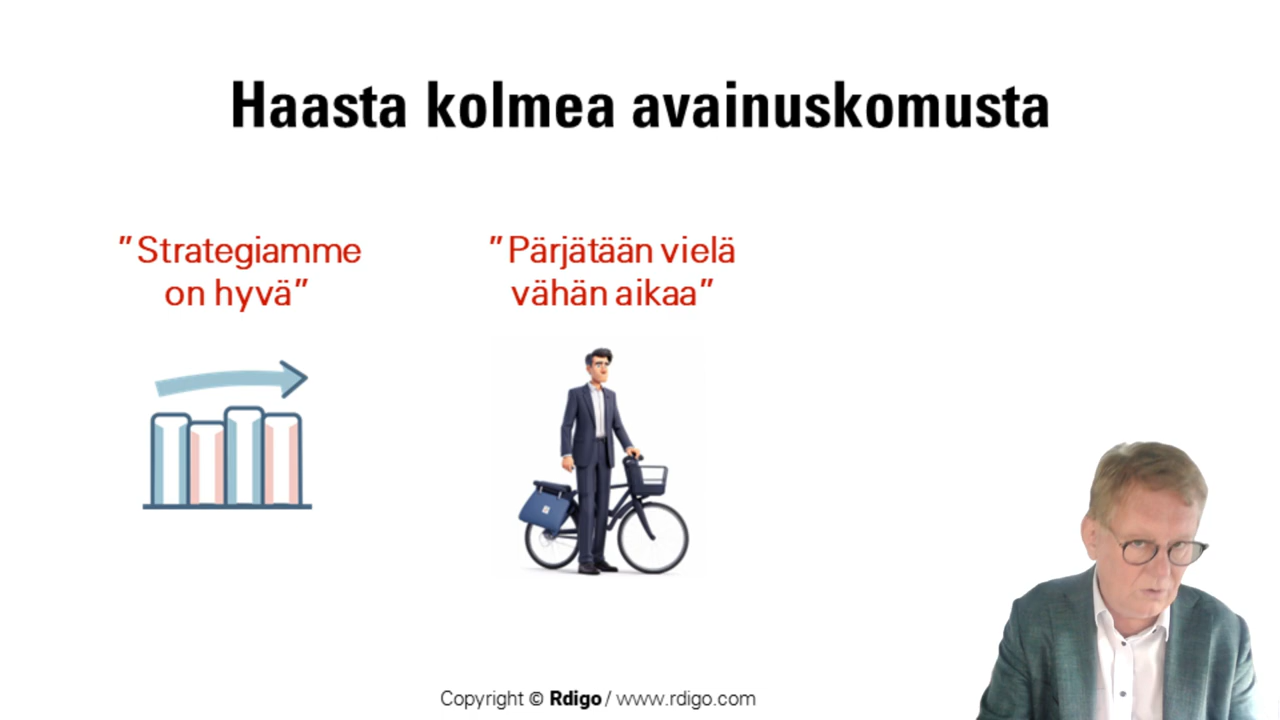 Haasta kolmea avainuskomusta
”Strategiamme
on hyvä”
”Pärjätään vielä
vähän aikaa”
Copyright © Rdigo / www.rdigo.com